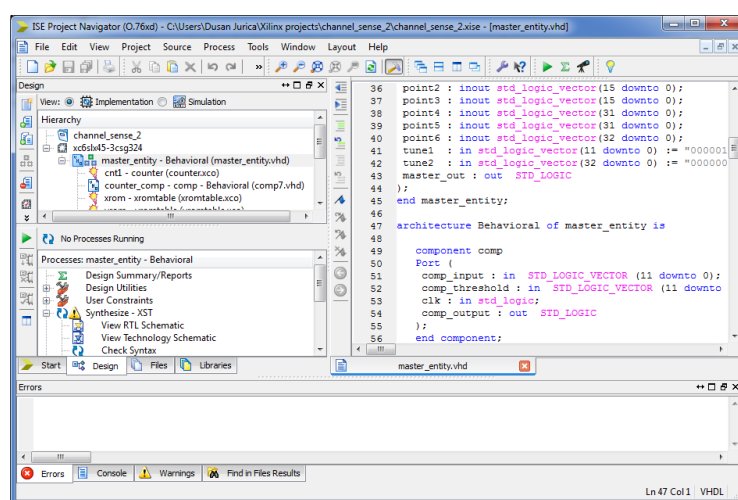 ISE Project Navigator (O.76xd) - C:\Users\Dusan Jurica\Xilinx projects\channel_sense_2\channel_sense_2.xise - [master_entity.vhd]
File Edit View Project Source Process Tools Window Layout Help
Design
View: Implementation Simulation
Hierarchy
channel_sense_2
xc6slx45-3csg324
master_entity - Behavioral (master_entity.vhd)
cnt1 - counter (counter.xco)
counter_comp - comp - Behavioral (comp7.vhd)
xrom - xromtable (xromtable.xco)
No Processes Running
Processes: master_entity - Behavioral
Design Summary/Reports
Design Utilities
User Constraints
Synthesize - XST
View RTL Schematic
View Technology Schematic
Check Syntax
Start Design Files Libraries
36 point2 : inout std_logic_vector(15 downto 0);
37 point3 : inout std_logic_vector(15 downto 0);
38 point4 : inout std_logic_vector(31 downto 0);
39 point5 : inout std_logic_vector(31 downto 0);
40 point6 : inout std_logic_vector(32 downto 0);
41 tune1 : in std_logic_vector(11 downto 0) := "000001
42 tune2 : in std_logic_vector(32 downto 0) := "000000
43 master_out : out STD_LOGIC
44 );
45 end master_entity;
46
47 architecture Behavioral of master_entity is
48
49 component comp
50 Port (
51 comp_input : in STD_LOGIC_VECTOR (11 downto 0);
52 comp_threshold : in STD_LOGIC_VECTOR (11 downto
53 clk : in std_logic;
54 comp_output : out STD_LOGIC
55 );
56 end component;
master_entity.vhd
Errors
Errors Console Warnings Find in Files Results
Ln 47 Col 1 VHDL